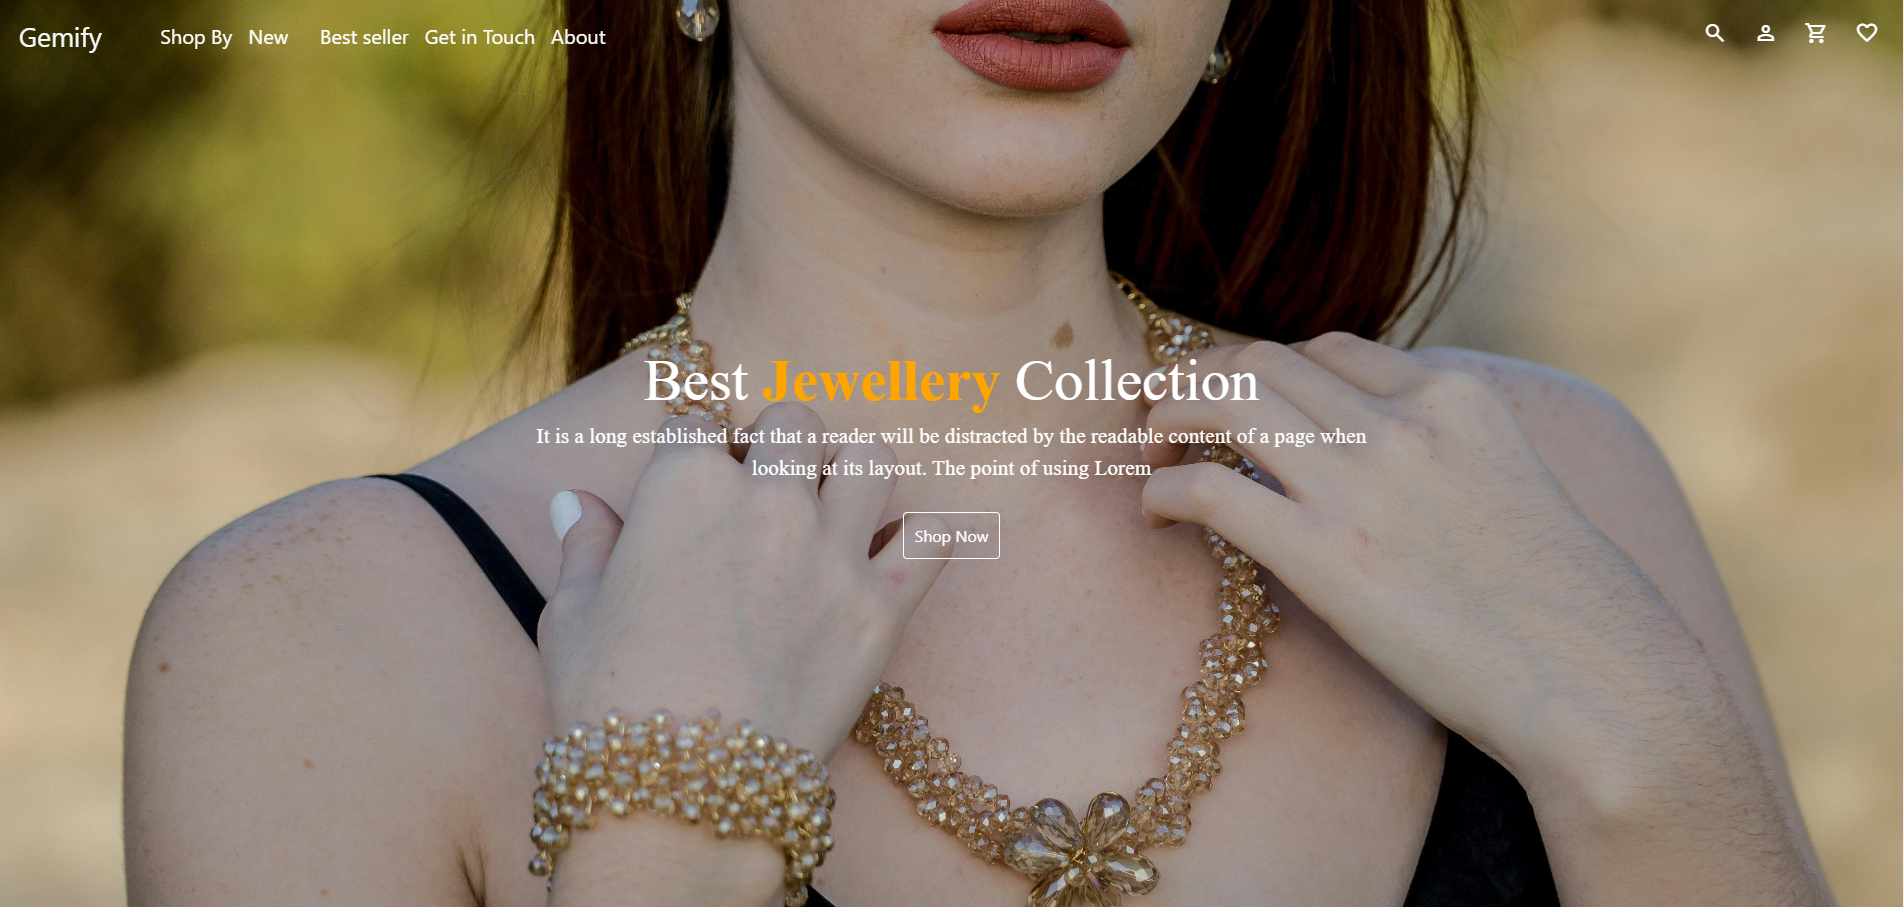 Gemify
Shop By New Best seller Get in Touch About
Best Jewellery Collection
It is a long established fact that a reader will be distracted by the readable content of a page when
looking at its layout. The point of using Lorem
Shop Now